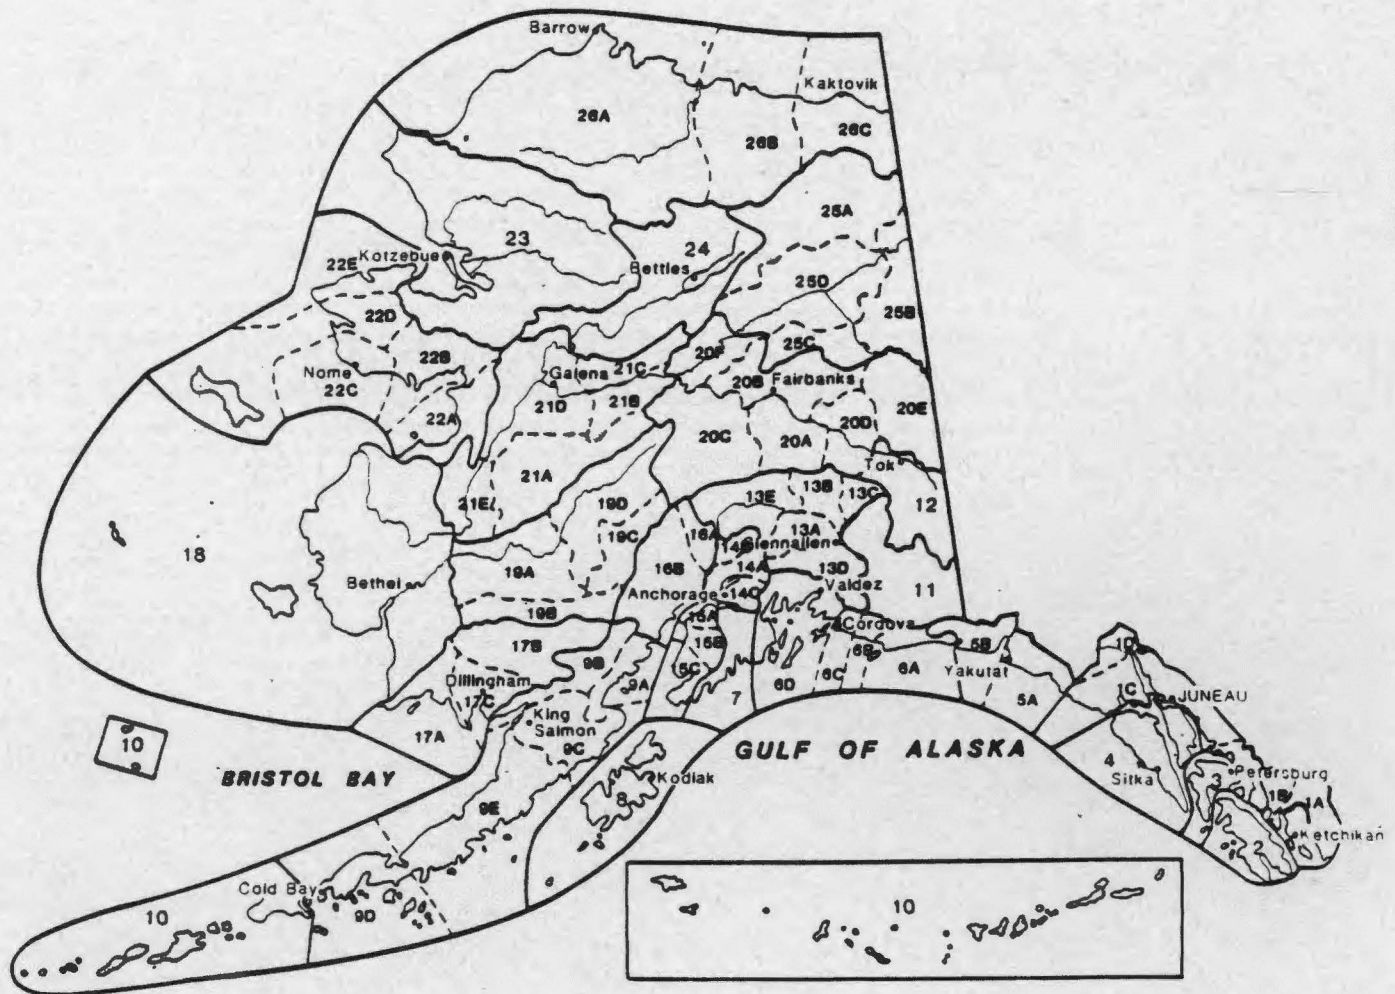 Barrow
Kaktovik
26A
26B
26C
25A
23
24
Kotzebue
22E
Bettles
25D
25B
22D
25C
20F
22B
21C
Galena
Nome
22C
20B
Fairbanks
21D
21B
22A
20E
20D
20C
20A
Tok
21A
21E
19D
13E
13B
13C
12
19C
16A
13A
Glennallen
18
14B
14A
13D
19A
16B
Bethel
Anchorage
14C
Valdez
11
19B
15A
Cordova
17B
15B
6B
5B
1D
9B
15C
6A
Yakutat
Dillingham
17C
9A
6D
6C
1C
JUNEAU
7
5A
King
Salmon
17A
9C
10
BRISTOL BAY
GULF OF ALASKA
4
Sitka
Kodiak
8
3
Petersburg
1B
1A
9E
Ketchikan
2
Cold Bay
9D
10
10